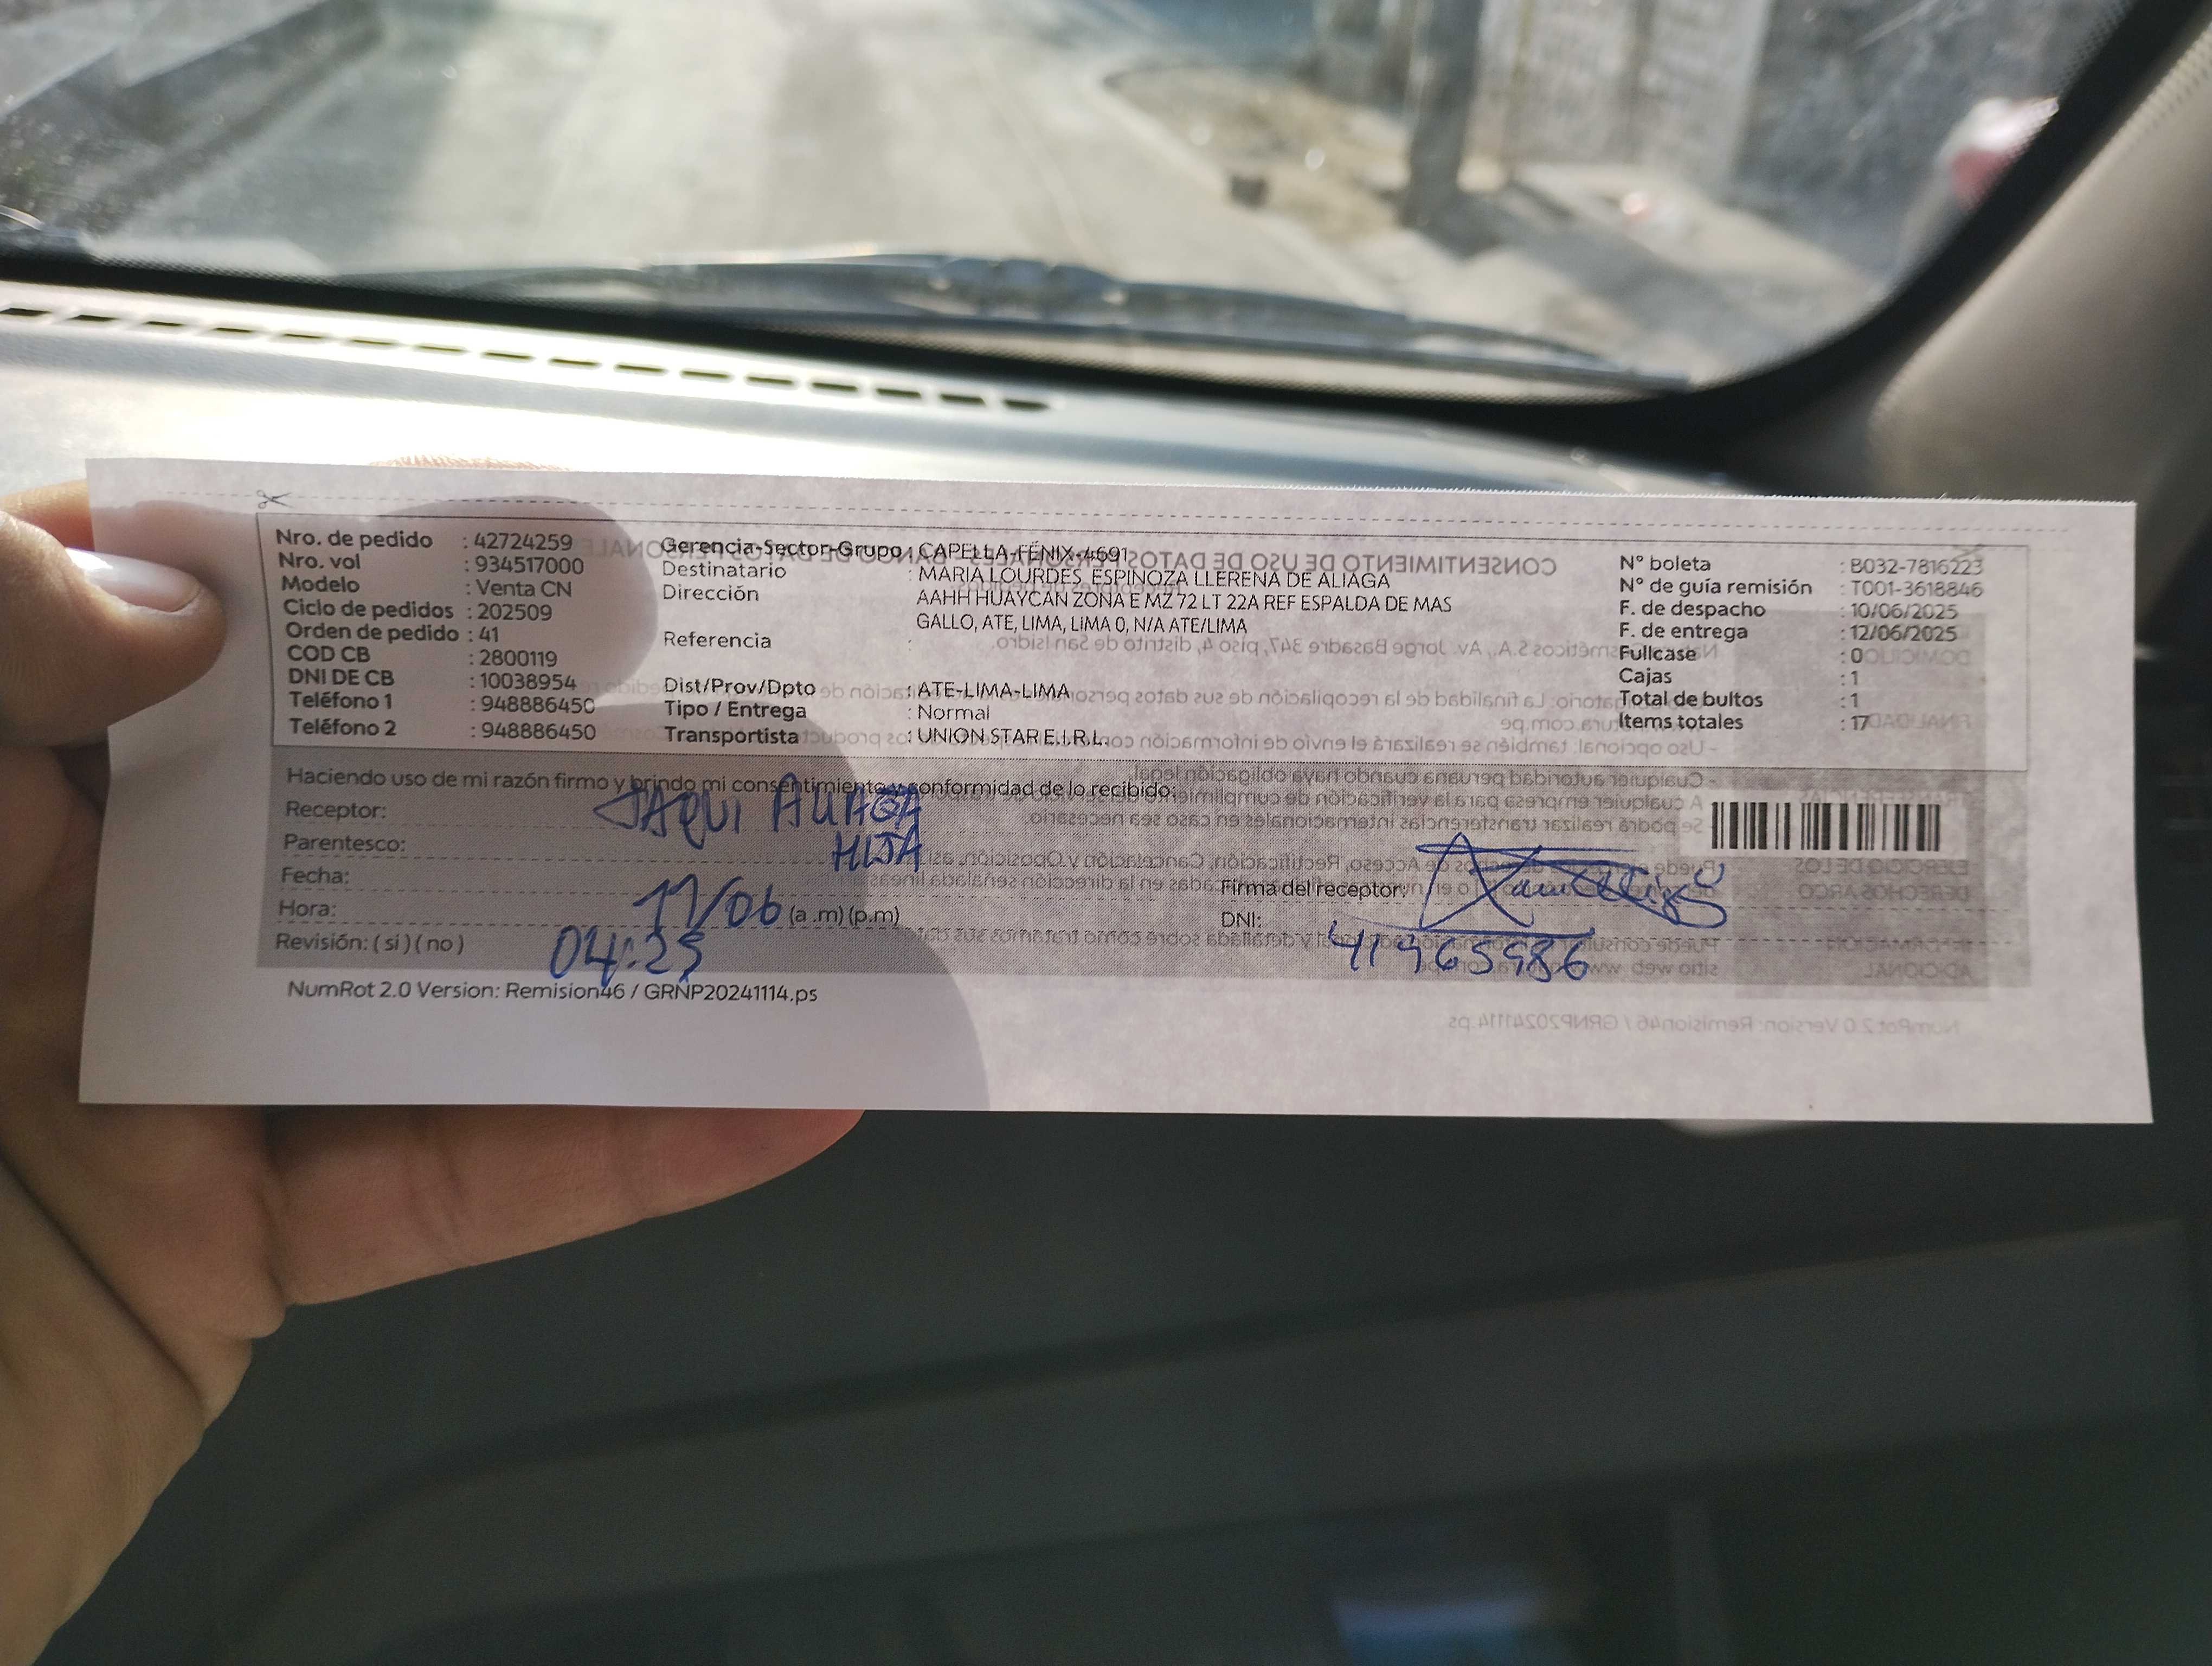 Nro. de pedido : 42724259
Nro. vol : 934517000
Modelo : Venta CN
Ciclo de pedidos : 202509
Orden de pedido : 41
COD CB : 2800119
DNI DE CB : 10038954
Teléfono 1 : 948886450
Teléfono 2 : 948886450
Gerencia-Sector-Grupo : CAPELLA-FÉNIX-4691
Destinatario : MARIA LOURDES ESPINOZA LLERENA DE ALIAGA
Dirección : AAHH HUAYCAN ZONA E MZ 72 LT 22A REF ESPALDA DE MAS
GALLO, ATE, LIMA, LIMA 0, N/A ATE/LIMA
Referencia :
Dist/Prov/Dpto : ATE-LIMA-LIMA
Tipo / Entrega : Normal
Transportista : UNION STAR E.I.R.L.
N° boleta : B032-7816223
N° de guía remisión : T001-3618846
F. de despacho : 10/06/2025
F. de entrega : 12/06/2025
Fullcase : 0
Cajas : 1
Total de bultos : 1
Ítems totales : 17
Haciendo uso de mi razón firmo y brindo mi consentimiento y conformidad de lo recibido:
Receptor: JAQUI ALIAGA
Parentesco: HIJA
Fecha: 11/06
Hora: (a .m) (p.m)
04:25
Revisión: ( si ) ( no )
Firma del receptor:
DNI: 41965986
NumRot 2.0 Version: Remision46 / GRNP20241114.ps